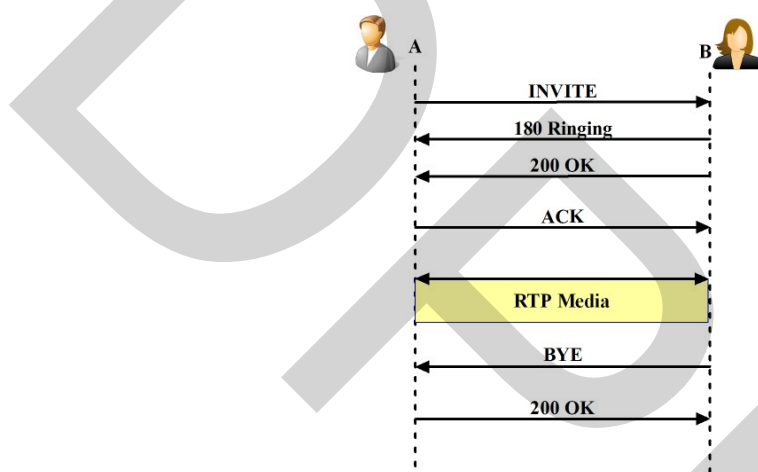 A
B
INVITE
180 Ringing
200 OK
ACK
RTP Media
BYE
200 OK